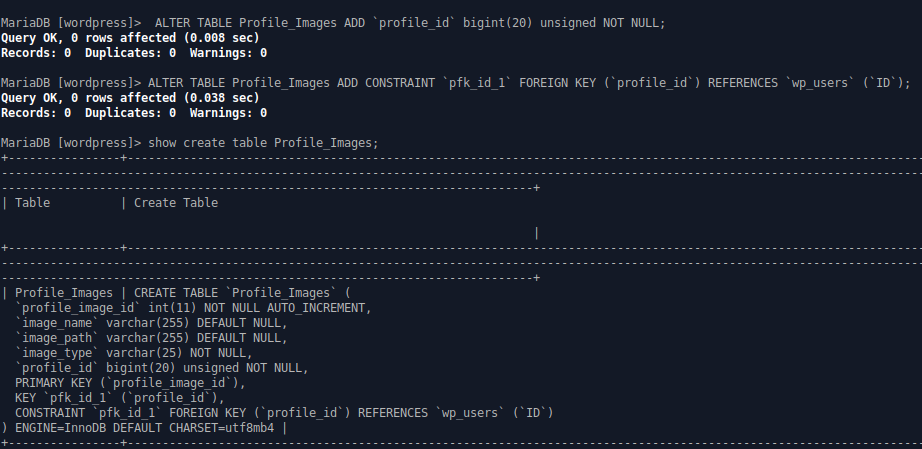 MariaDB [wordpress]>  ALTER TABLE Profile_Images ADD `profile_id` bigint(20) unsigned NOT NULL;
Query OK, 0 rows affected (0.008 sec)
Records: 0  Duplicates: 0  Warnings: 0
MariaDB [wordpress]> ALTER TABLE Profile_Images ADD CONSTRAINT `pfk_id_1` FOREIGN KEY (`profile_id`) REFERENCES `wp_users` (`ID`);
Query OK, 0 rows affected (0.038 sec)
Records: 0  Duplicates: 0  Warnings: 0
MariaDB [wordpress]> show create table Profile_Images;
| Table          | Create Table
|
| Profile_Images | CREATE TABLE `Profile_Images` (
  `profile_image_id` int(11) NOT NULL AUTO_INCREMENT,
  `image_name` varchar(255) DEFAULT NULL,
  `image_path` varchar(255) DEFAULT NULL,
  `image_type` varchar(25) NOT NULL,
  `profile_id` bigint(20) unsigned NOT NULL,
  PRIMARY KEY (`profile_image_id`),
  KEY `pfk_id_1` (`profile_id`),
  CONSTRAINT `pfk_id_1` FOREIGN KEY (`profile_id`) REFERENCES `wp_users` (`ID`)
) ENGINE=InnoDB DEFAULT CHARSET=utf8mb4 |